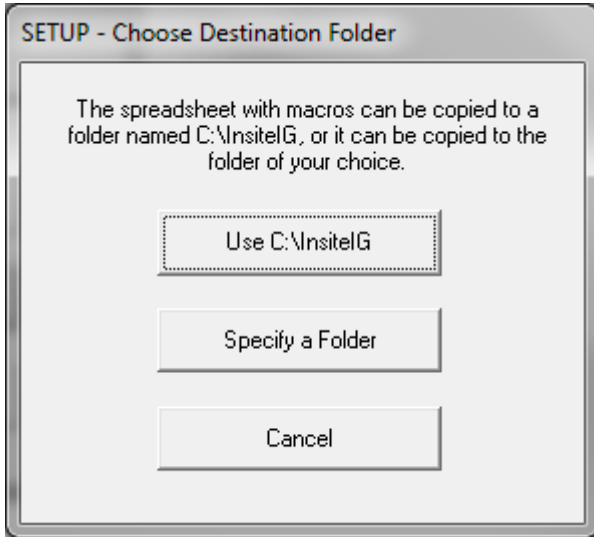 SETUP - Choose Destination Folder
The spreadsheet with macros can be copied to a
folder named C:\InsiteIG, or it can be copied to the
folder of your choice.
Use C:\InsiteIG
Specify a Folder
Cancel